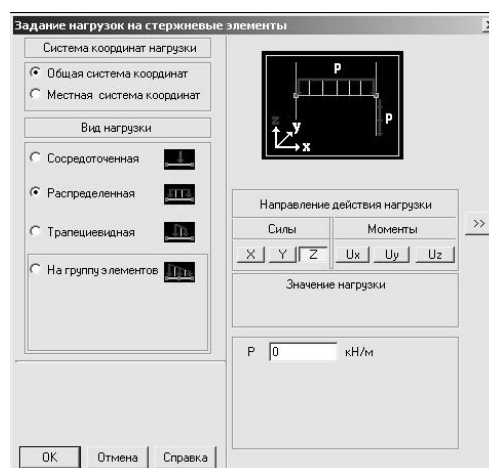 Задание нагрузок на стержневые элементы
Система координат нагрузки
Общая система координат
Местная система координат
Вид нагрузки
Сосредоточенная
Распределенная
Трапециевидная
На группу элементов
OK
Отмена
Справка
P
P
Z
y
x
Направление действия нагрузки
Силы
Моменты
X
Y
Z
Ux
Uy
Uz
>>
Значение нагрузки
P
0
кН/м